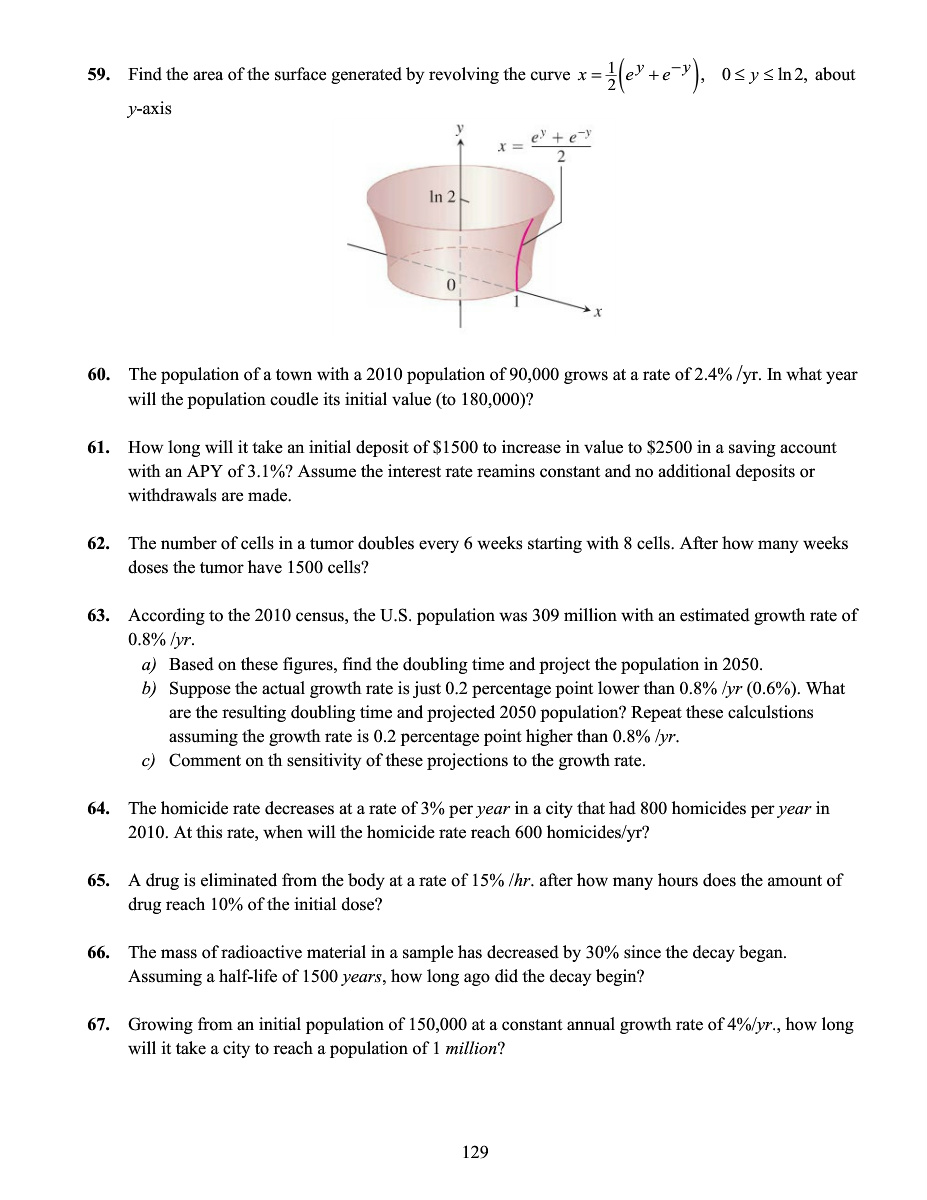 59. Find the area of the surface generated by revolving the curve x = 1/2(e^y + e^−y), 0 ≤ y ≤ ln 2, about
y-axis
y
x = (e^y + e^−y)/2
ln 2
0
1
x
60. The population of a town with a 2010 population of 90,000 grows at a rate of 2.4% /yr. In what year
will the population coudle its initial value (to 180,000)?
61. How long will it take an initial deposit of $1500 to increase in value to $2500 in a saving account
with an APY of 3.1%? Assume the interest rate reamins constant and no additional deposits or
withdrawals are made.
62. The number of cells in a tumor doubles every 6 weeks starting with 8 cells. After how many weeks
doses the tumor have 1500 cells?
63. According to the 2010 census, the U.S. population was 309 million with an estimated growth rate of
0.8% /yr.
a) Based on these figures, find the doubling time and project the population in 2050.
b) Suppose the actual growth rate is just 0.2 percentage point lower than 0.8% /yr (0.6%). What
are the resulting doubling time and projected 2050 population? Repeat these calculstions
assuming the growth rate is 0.2 percentage point higher than 0.8% /yr.
c) Comment on th sensitivity of these projections to the growth rate.
64. The homicide rate decreases at a rate of 3% per year in a city that had 800 homicides per year in
2010. At this rate, when will the homicide rate reach 600 homicides/yr?
65. A drug is eliminated from the body at a rate of 15% /hr. after how many hours does the amount of
drug reach 10% of the initial dose?
66. The mass of radioactive material in a sample has decreased by 30% since the decay began.
Assuming a half-life of 1500 years, how long ago did the decay begin?
67. Growing from an initial population of 150,000 at a constant annual growth rate of 4%/yr., how long
will it take a city to reach a population of 1 million?
129